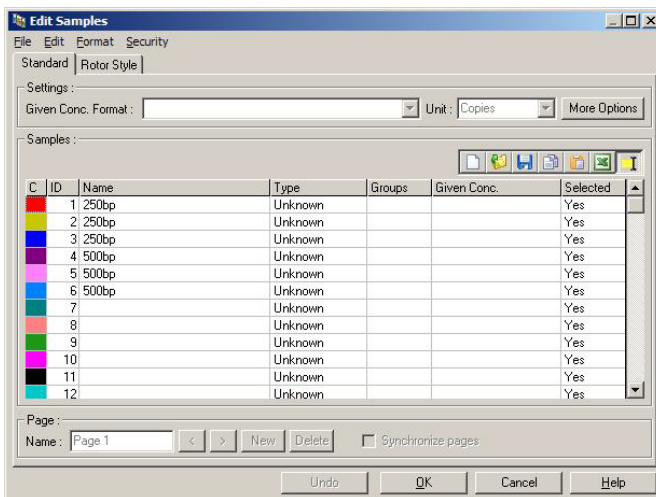 Edit Samples
File Edit Format Security
Standard Rotor Style
Settings :
Given Conc. Format : Unit : Copies More Options
Samples :
C ID Name Type Groups Given Conc. Selected
1 250bp Unknown Yes
2 250bp Unknown Yes
3 250bp Unknown Yes
4 500bp Unknown Yes
5 500bp Unknown Yes
6 500bp Unknown Yes
7 Unknown Yes
8 Unknown Yes
9 Unknown Yes
10 Unknown Yes
11 Unknown Yes
12 Unknown Yes
Page :
Name : Page 1 < > New Delete Synchronize pages
Undo OK Cancel Help